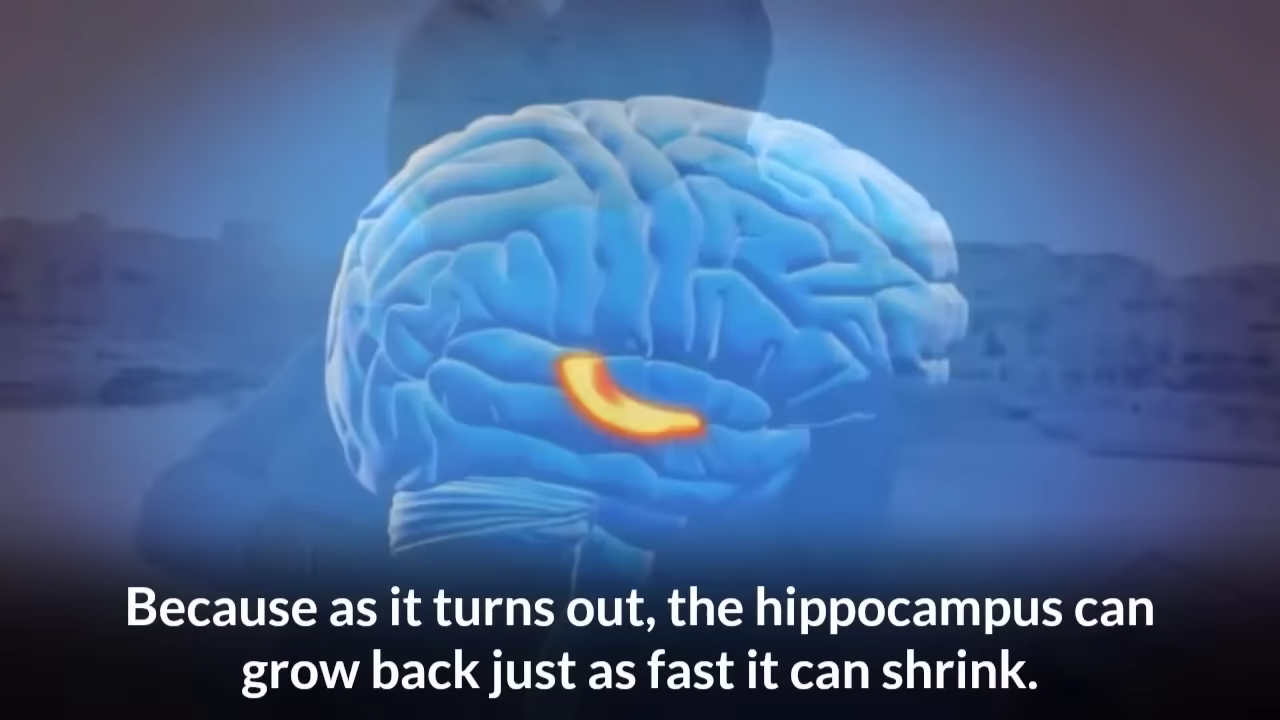 Because as it turns out, the hippocampus can
grow back just as fast it can shrink.